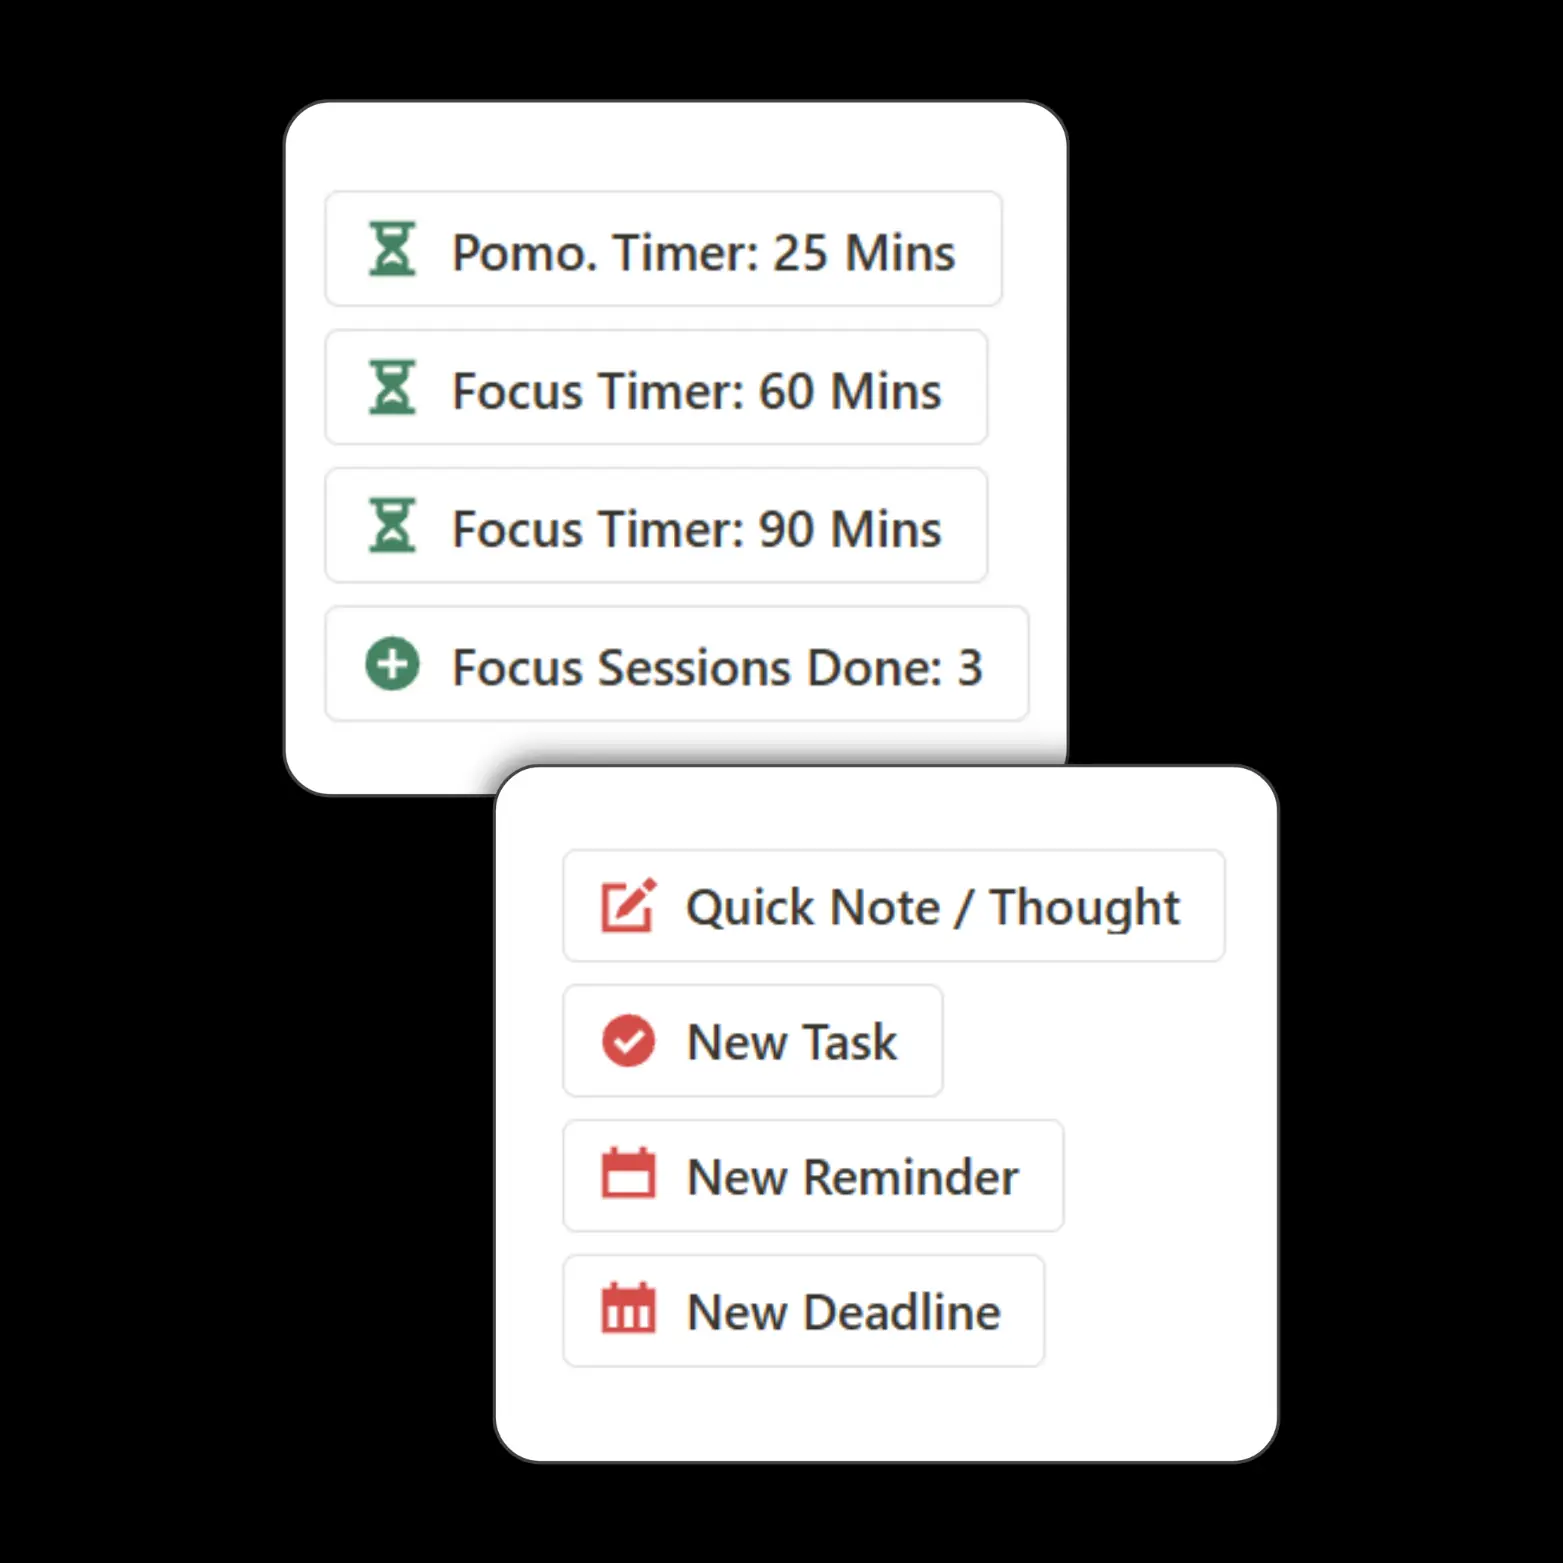 Pomo. Timer: 25 Mins
Focus Timer: 60 Mins
Focus Timer: 90 Mins
Focus Sessions Done: 3
Quick Note / Thought
New Task
New Reminder
New Deadline